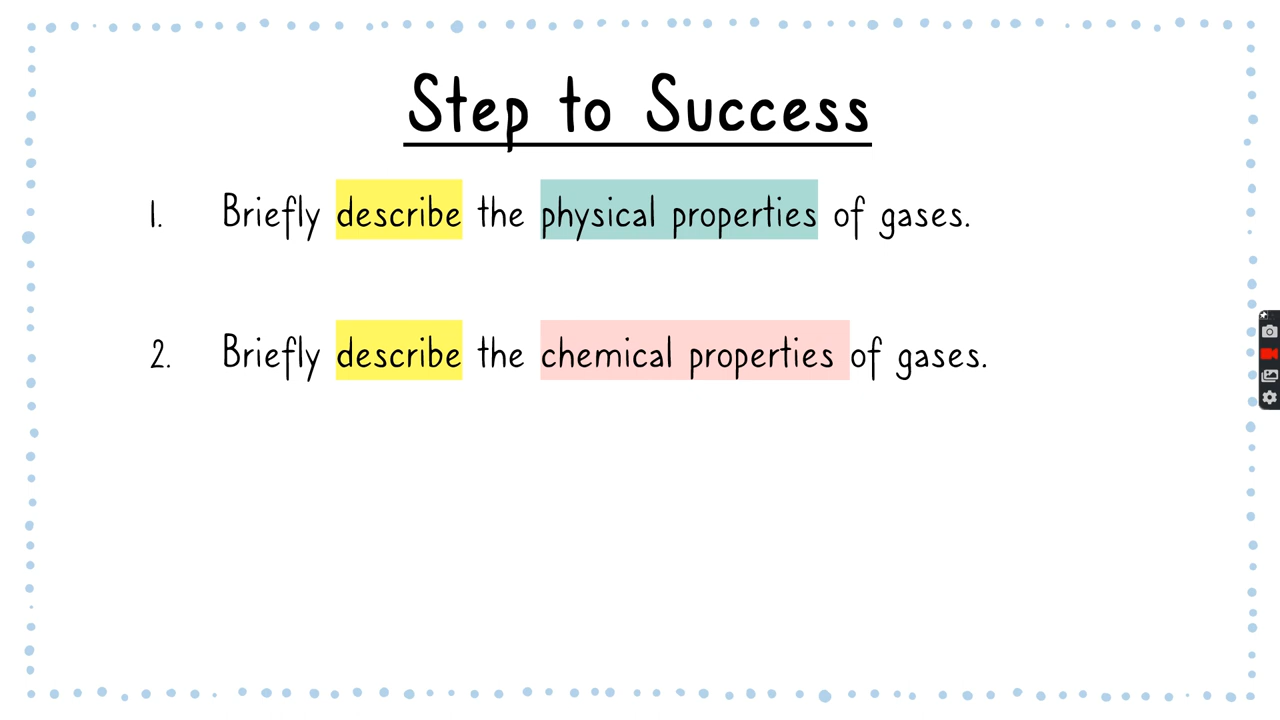 Step to Success
1. Briefly describe the physical properties of gases.
2. Briefly describe the chemical properties of gases.